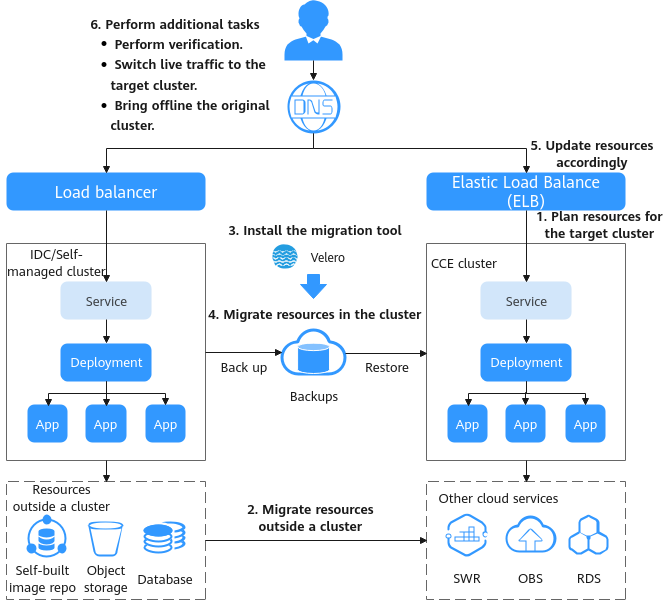 6. Perform additional tasks
• Perform verification.
• Switch live traffic to the
target cluster.
• Bring offline the original
cluster.
DNS
5. Update resources
accordingly
Load balancer
Elastic Load Balance
(ELB)
1. Plan resources for
the target cluster
3. Install the migration tool
Velero
IDC/Self-
managed cluster
CCE cluster
Service
Service
4. Migrate resources in the cluster
Deployment
Back up
Restore
Deployment
Backups
App
App
App
App
App
App
Resources
outside a cluster
2. Migrate resources
outside a cluster
Other cloud services
Self-built
image repo
Object
storage
Database
SWR
OBS
RDS